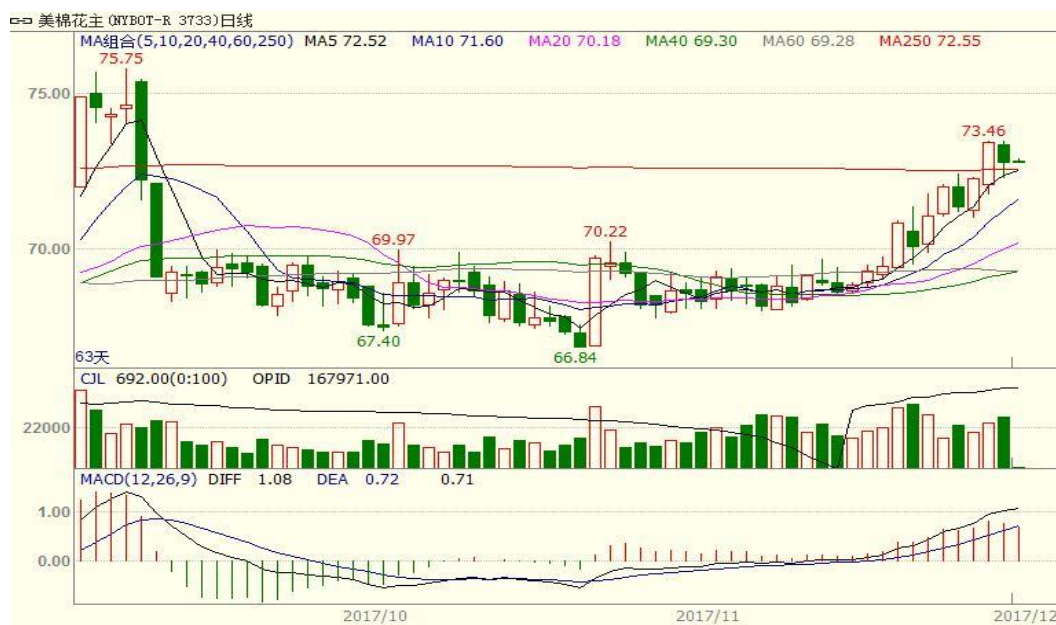 美棉花主(NYBOT-R 3733)日线
MA组合(5,10,20,40,60,250) MA5 72.52 MA10 71.60 MA20 70.18 MA40 69.30 MA60 69.28 MA250 72.55
75.75
75.00
73.46
70.22
70.00
69.97
67.40
66.84
63天
CJL 692.00(0:100) OPID 167971.00
22000
MACD(12,26,9) DIFF 1.08 DEA 0.72 0.71
1.00
0.00
2017/10 2017/11 2017/12